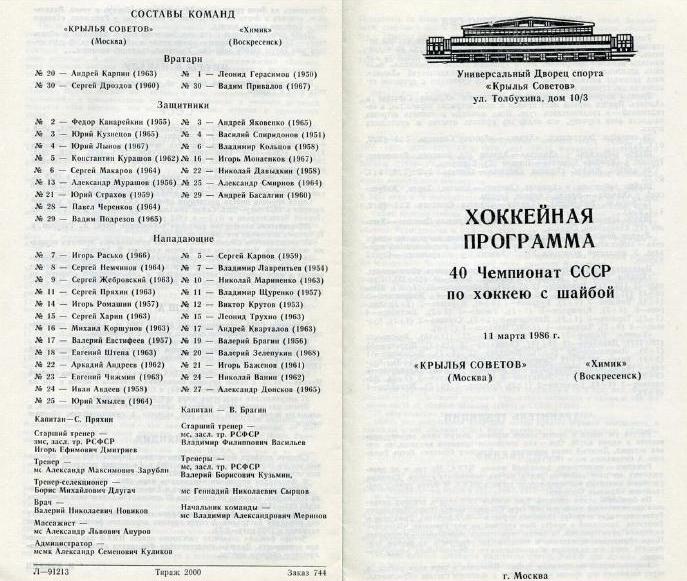 СОСТАВЫ КОМАНД
«КРЫЛЬЯ СОВЕТОВ»
(Москва)
«Химик»
(Воскресенск)
Вратари
№ 20 — Андрей Карпин (1963)
№ 30 — Сергей Дроздов (1960)
№ 1 — Леонид Герасимов (1950)
№ 30 — Вадим Привалов (1967)
Защитники
№ 2 — Федор Канарейкин (1955)
№ 3 — Юрий Кузнецов (1965)
№ 4 — Юрий Лынов (1967)
№ 5 — Константин Курашов (1962)
№ 6 — Сергей Макаров (1964)
№ 13 — Александр Мурашов (1956)
№ 21 — Юрий Страхов (1959)
№ 28 — Павел Черенков (1964)
№ 29 — Вадим Подрезов (1965)
№ 3 — Андрей Яковенко (1965)
№ 4 — Василий Спиридонов (1951)
№ 6 — Владимир Кольцов (1958)
№ 16 — Игорь Монаенков (1967)
№ 22 — Николай Давыдкин (1958)
№ 25 — Александр Смирнов (1964)
№ 29 — Андрей Басалгин (1960)
Нападающие
№ 7 — Игорь Расько (1966)
№ 8 — Сергей Немчинов (1964)
№ 9 — Сергей Жебровский (1963)
№ 11 — Сергей Пряхин (1963)
№ 14 — Игорь Ромашин (1957)
№ 15 — Сергей Харин (1963)
№ 16 — Михаил Коршунов (1963)
№ 17 — Валерий Евстифеев (1957)
№ 18 — Евгений Штепа (1963)
№ 22 — Аркадий Андреев (1962)
№ 23 — Евгений Чижмин (1963)
№ 24 — Иван Авдеев (1958)
№ 25 — Юрий Хмылев (1964)
№ 5 — Сергей Карпов (1959)
№ 7 — Владимир Лаврентьев (1954)
№ 10 — Николай Мариненко (1963)
№ 11 — Владимир Щуренко (1957)
№ 12 — Виктор Крутов (1953)
№ 15 — Леонид Трухно (1963)
№ 17 — Андрей Кварталов (1963)
№ 19 — Валерий Брагин (1956)
№ 20 — Валерий Зелепукин (1968)
№ 21 — Игорь Баженов (1961)
№ 24 — Николай Ванин (1962)
№ 27 — Александр Донсков (1965)
Капитан—С. Пряхин
Старший тренер —
змс, засл. тр. РСФСР
Игорь Ефимович Дмитриев
Тренер —
мс Александр Максимович Зарубин
Тренер-селекционер —
Борис Михайлович Длугач
Врач —
Валерий Николаевич Новиков
Массажист —
мс Александр Львович Ануров
Администратор —
мсмк Александр Семенович Куликов
Капитан — В. Брагин
Старший тренер —
мс, засл. тр. РСФСР
Владимир Филиппович Васильев
Тренеры —
мс, засл. тр. РСФСР
Валерий Борисович Кузьмин,
мс Геннадий Николаевич Сырцов
Начальник команды —
мс Владимир Александрович Меринов
Л—91213 Тираж 2000 Заказ 744
Универсальный Дворец спорта
«Крылья Советов»
ул. Толбухина, дом 10/3
ХОККЕЙНАЯ
ПРОГРАММА
40 Чемпионат СССР
по хоккею с шайбой
11 марта 1986 г.
«КРЫЛЬЯ СОВЕТОВ»
(Москва)
«Химик»
(Воскресенск)
г. Москва